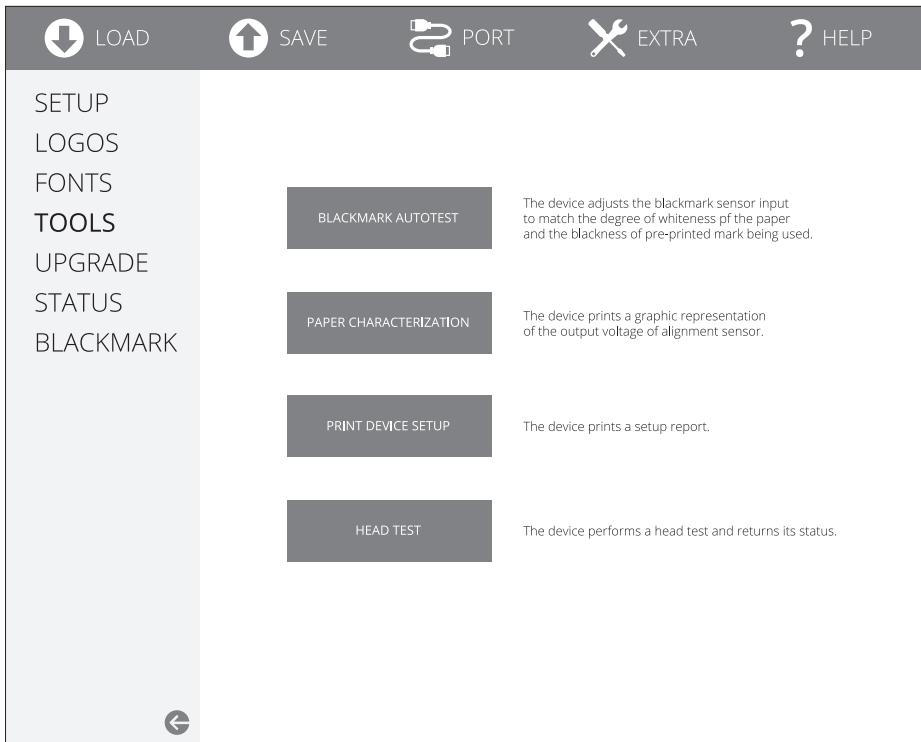 LOAD
SAVE
PORT
EXTRA
? HELP
SETUP
LOGOS
FONTS
TOOLS
UPGRADE
STATUS
BLACKMARK
BLACKMARK AUTOTEST
The device adjusts the blackmark sensor input
to match the degree of whiteness pf the paper
and the blackness of pre-printed mark being used.
PAPER CHARACTERIZATION
The device prints a graphic representation
of the output voltage of alignment sensor.
PRINT DEVICE SETUP
The device prints a setup report.
HEAD TEST
The device performs a head test and returns its status.